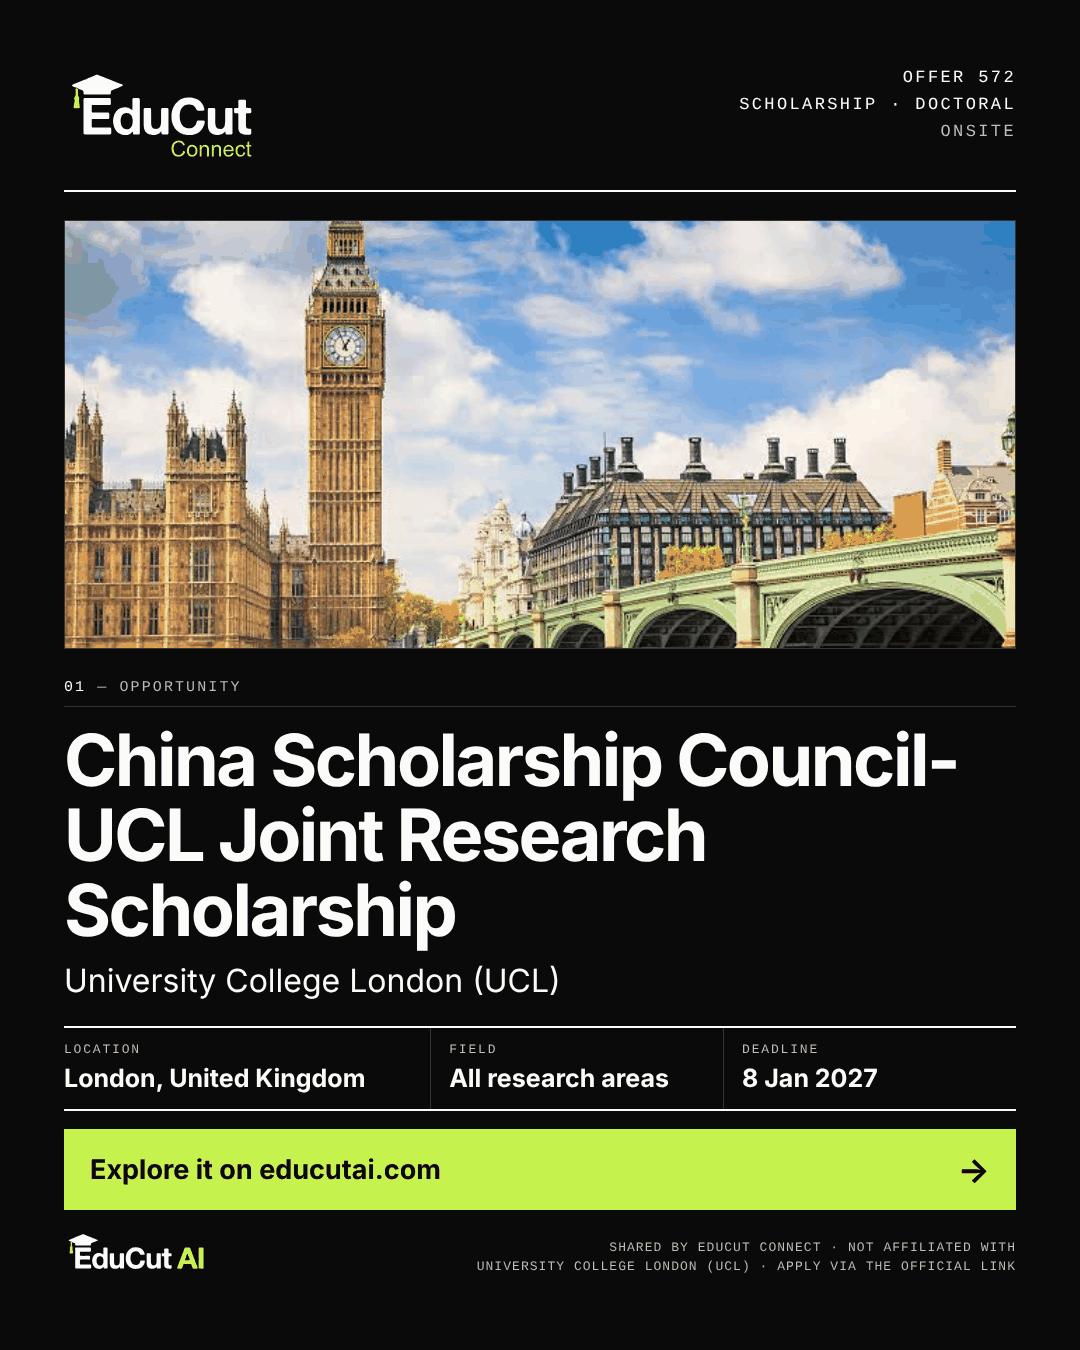 EduCut
Connect
OFFER 572
SCHOLARSHIP · DOCTORAL
ONSITE
01 — OPPORTUNITY
China Scholarship Council-
UCL Joint Research
Scholarship
University College London (UCL)
LOCATION
London, United Kingdom
FIELD
All research areas
DEADLINE
8 Jan 2027
Explore it on educutai.com →
EduCut AI
SHARED BY EDUCUT CONNECT · NOT AFFILIATED WITH
UNIVERSITY COLLEGE LONDON (UCL) · APPLY VIA THE OFFICIAL LINK